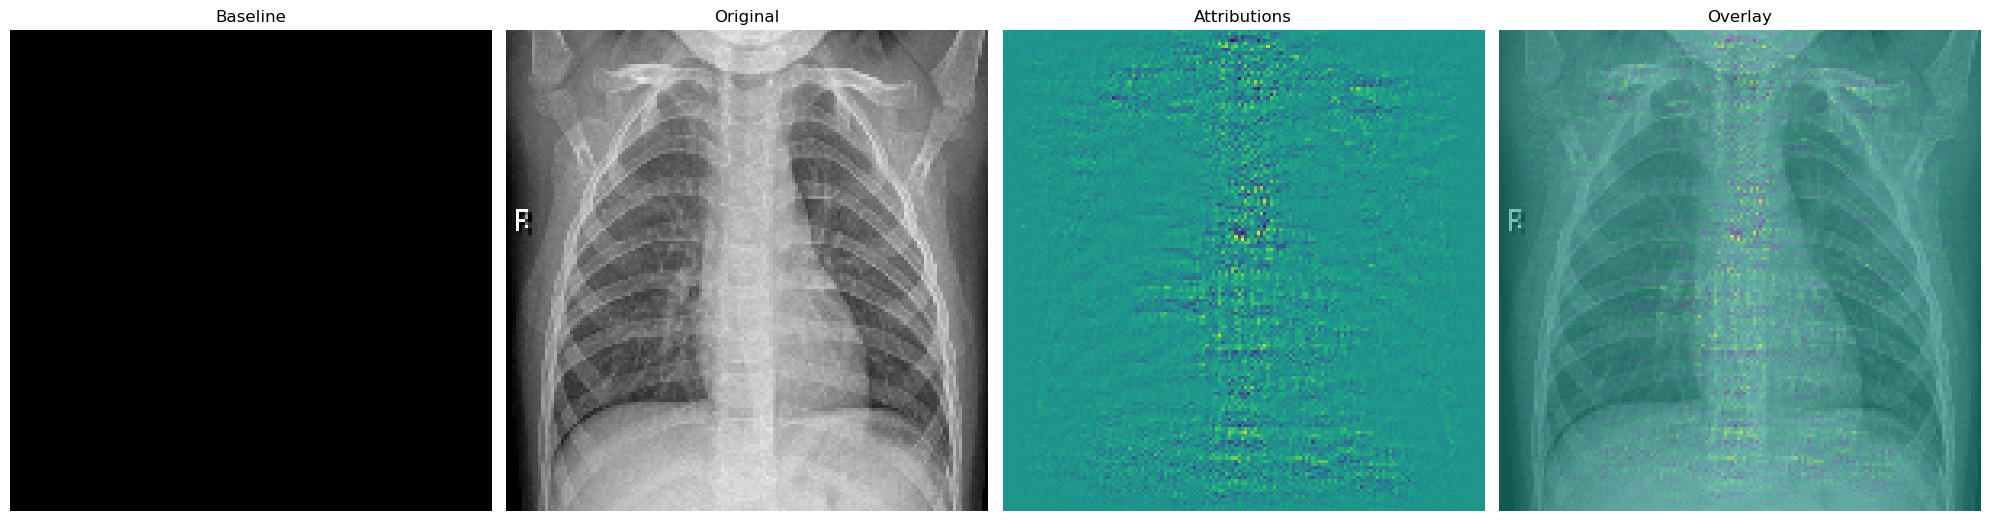 Baseline
Original
Attributions
Overlay
R
R